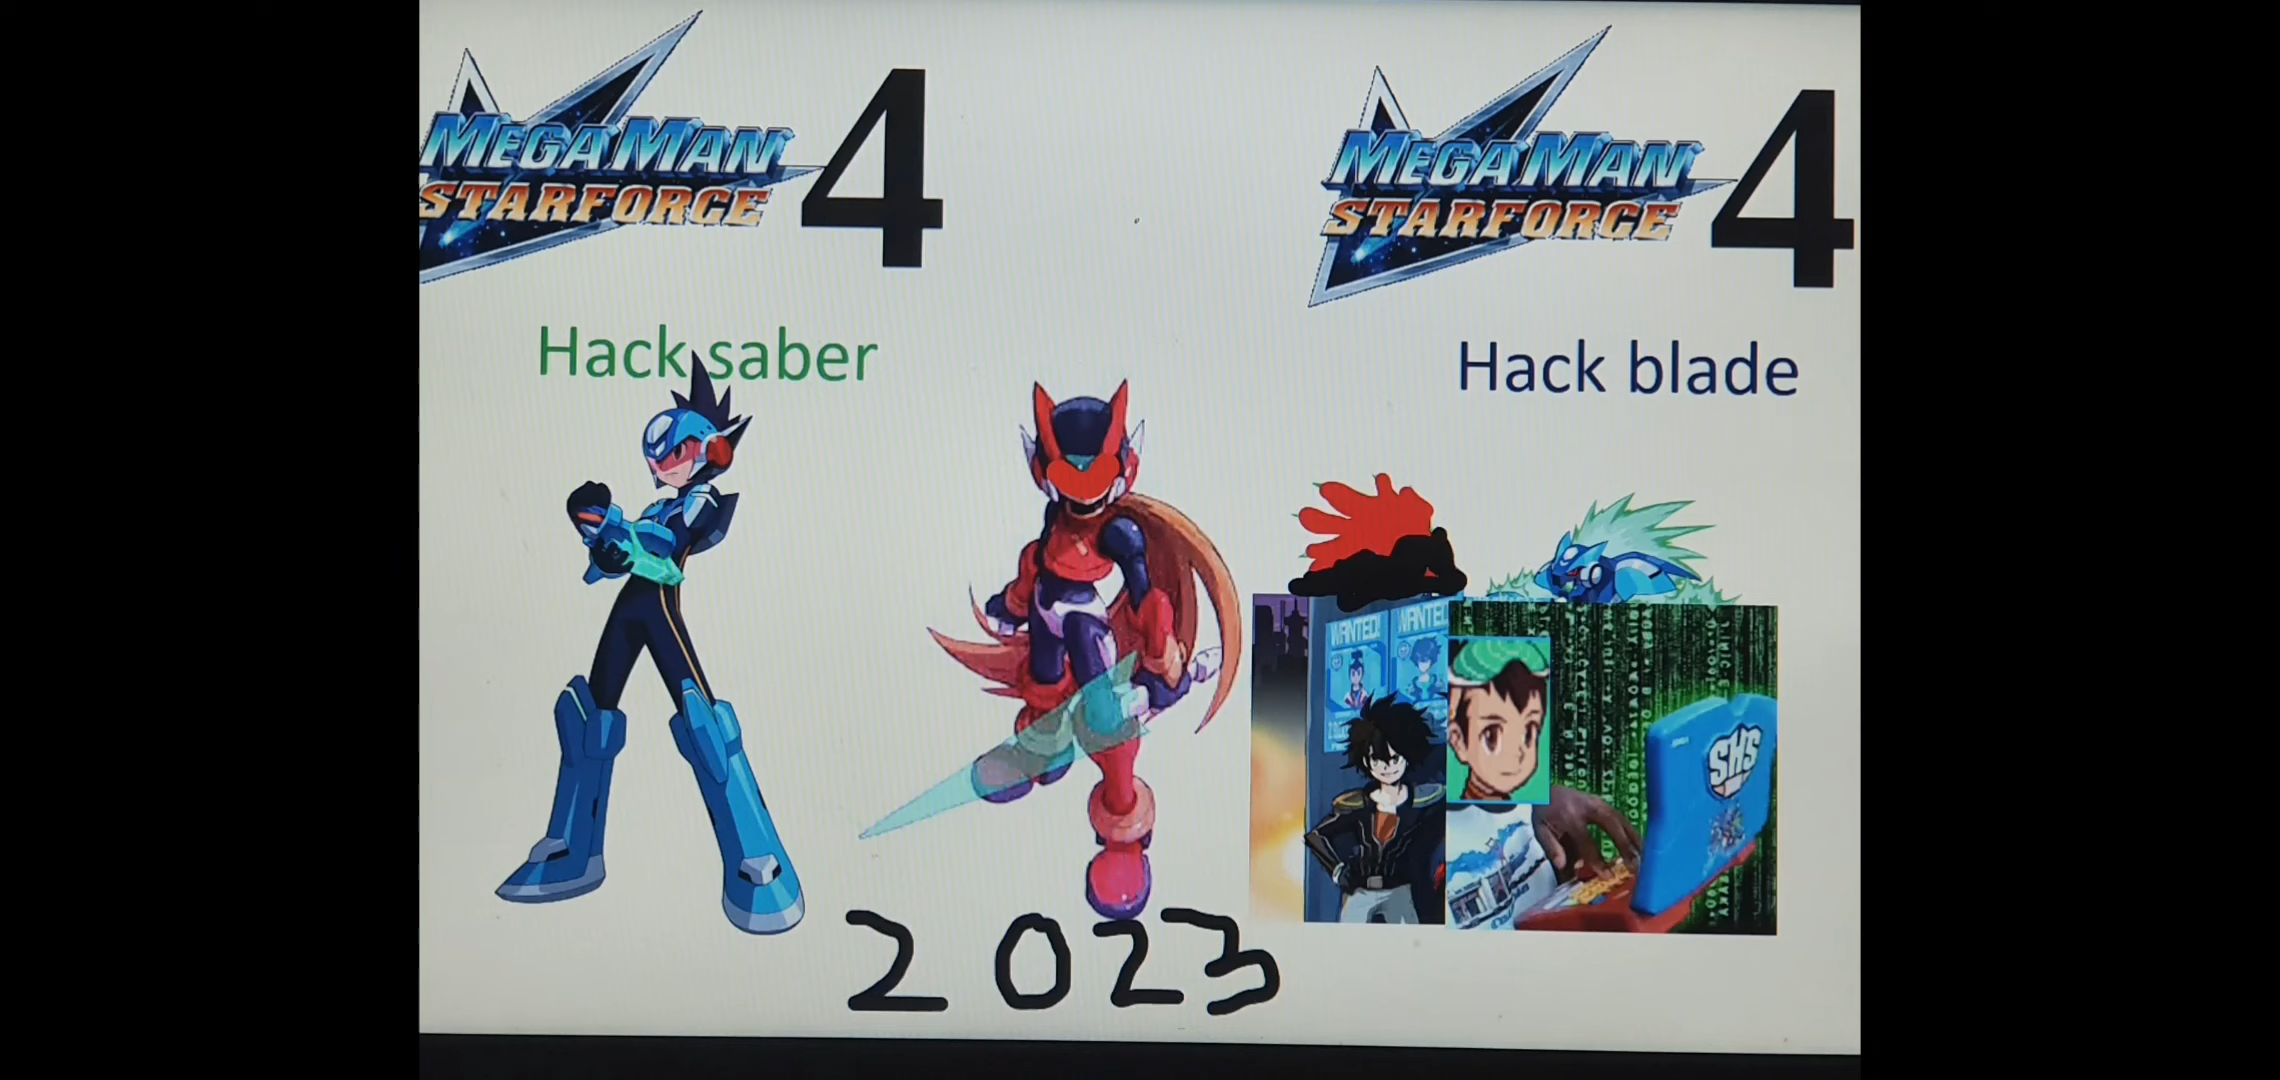 MEGA MAN
STARFORCE
4
MEGA MAN
STARFORCE
4
Hack saber
Hack blade
WANTED!
WANTED!
SHS
2023